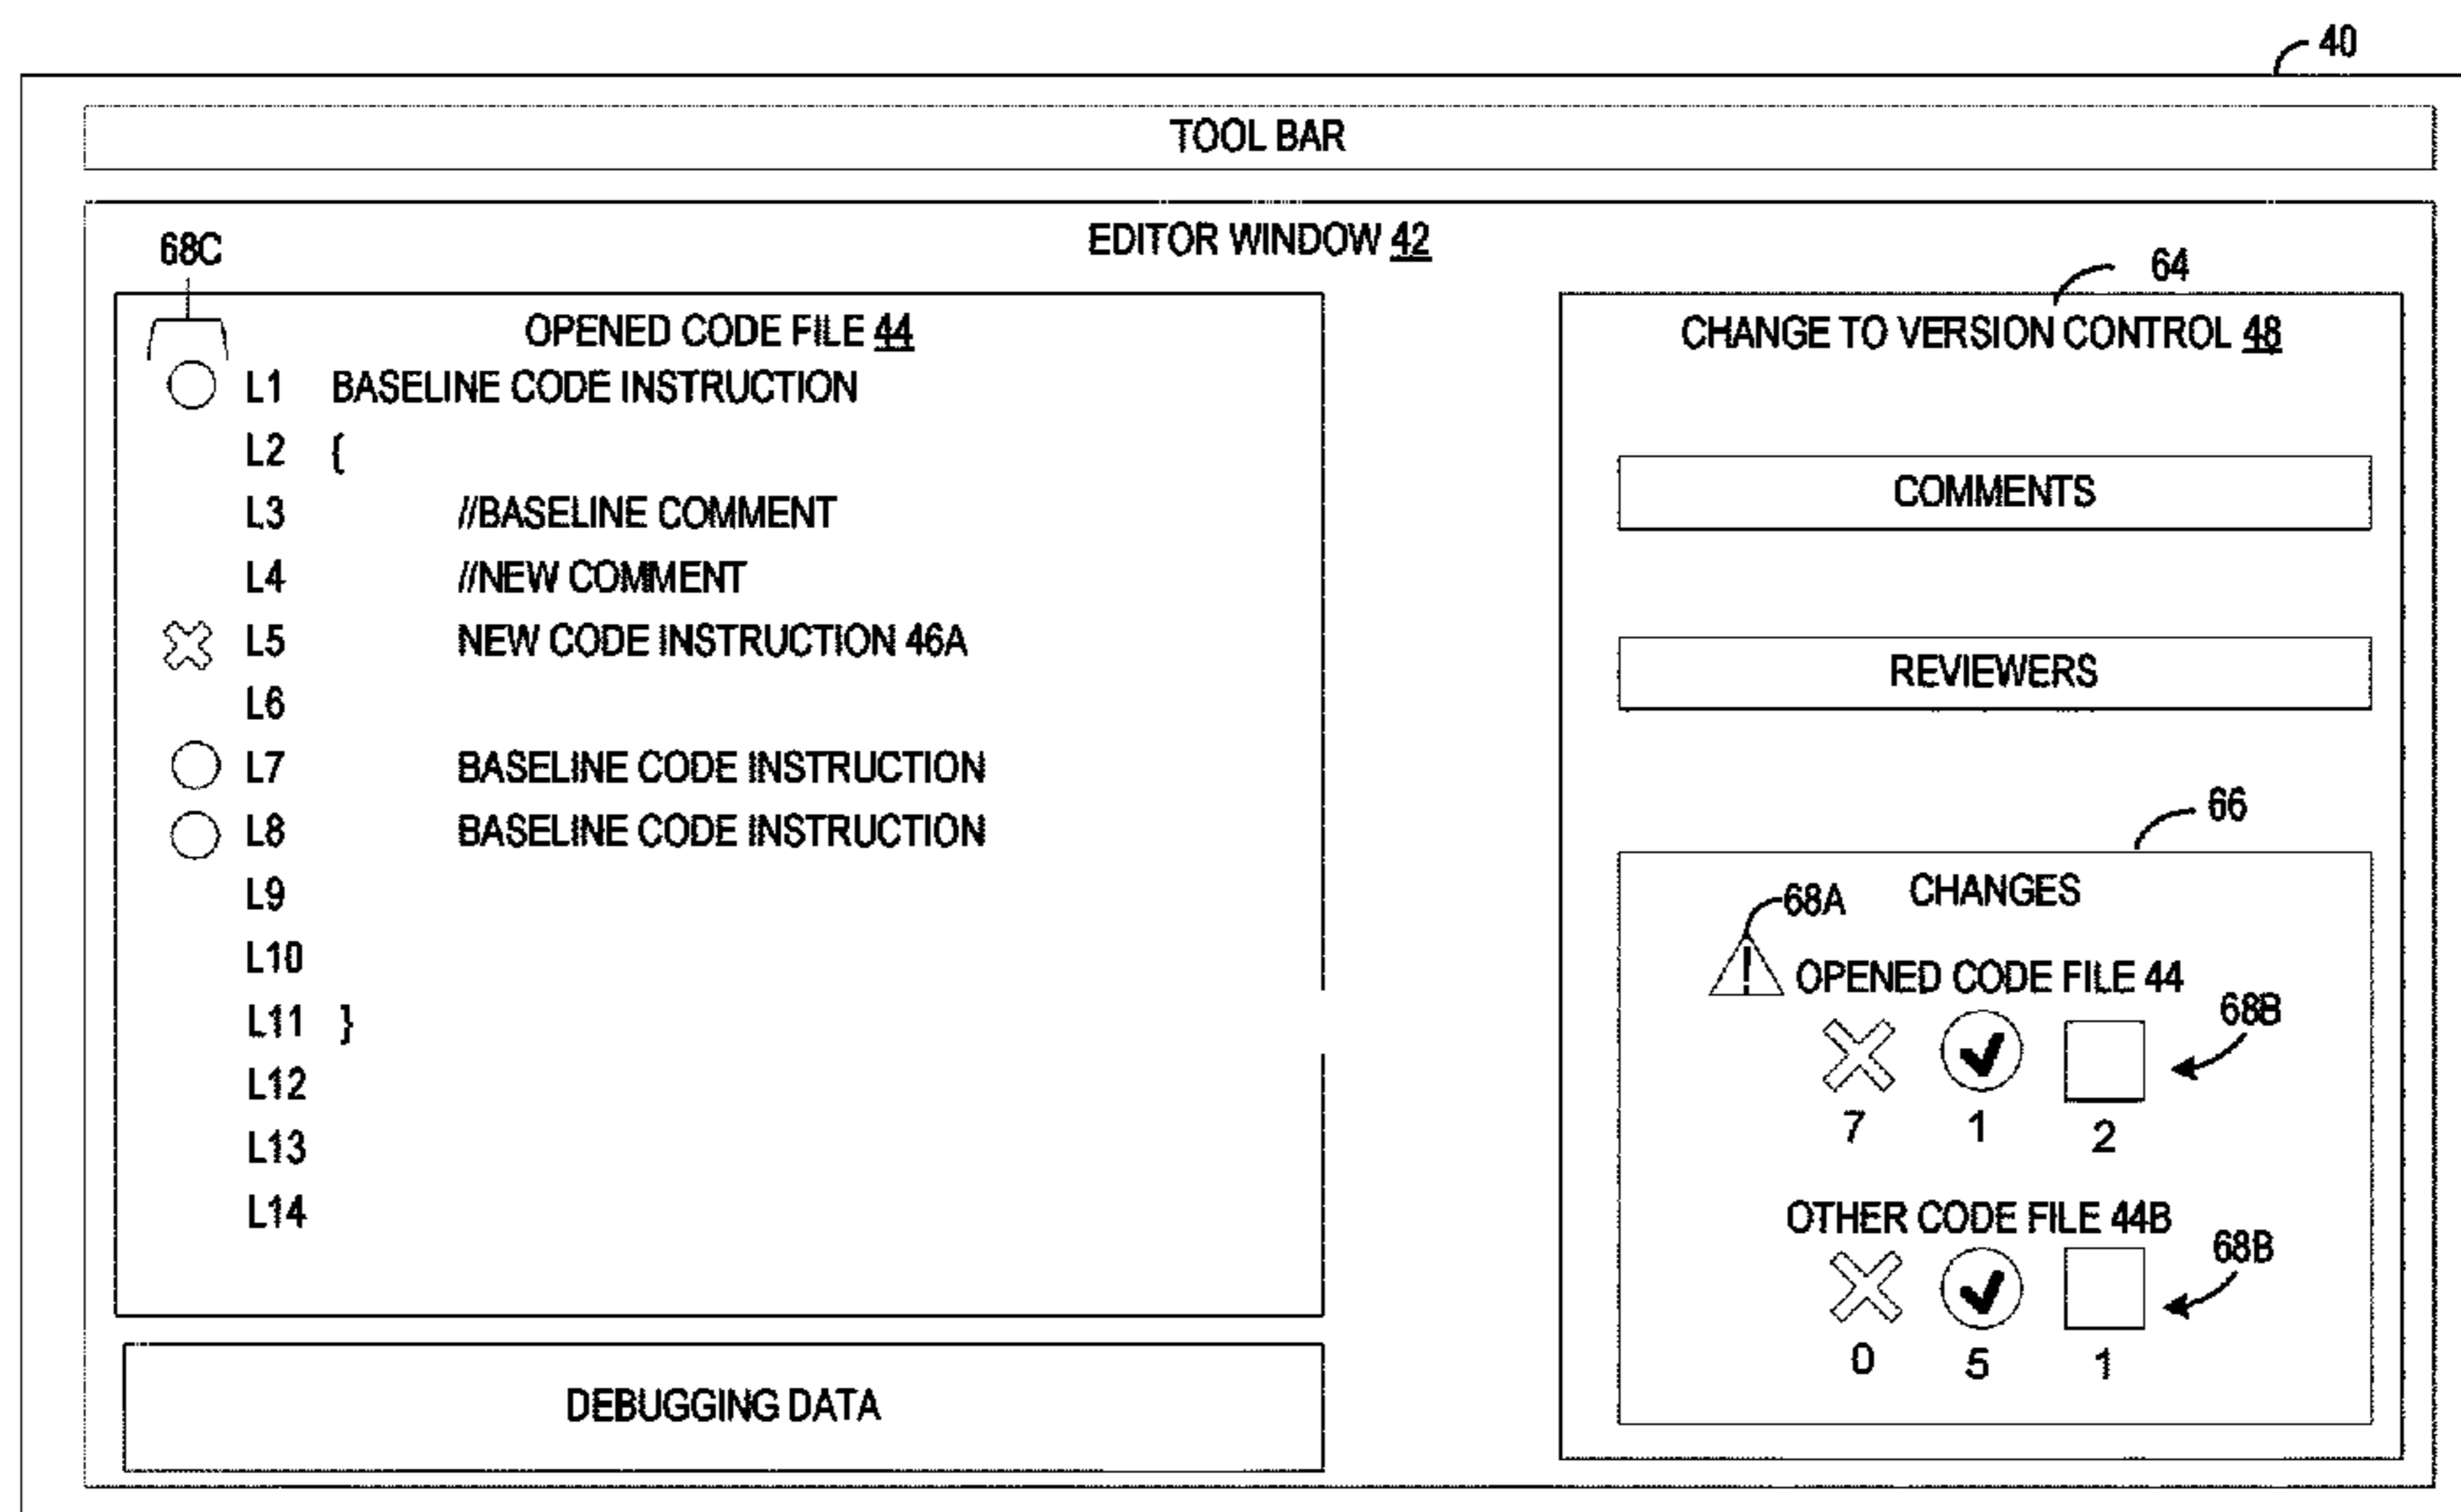 40
TOOL BAR
EDITOR WINDOW 42
68C
OPENED CODE FILE 44
L1 BASELINE CODE INSTRUCTION
L2 {
L3 //BASELINE COMMENT
L4 //NEW COMMENT
L5 NEW CODE INSTRUCTION 46A
L6
L7 BASELINE CODE INSTRUCTION
L8 BASELINE CODE INSTRUCTION
L9
L10
L11 }
L12
L13
L14
DEBUGGING DATA
64
CHANGE TO VERSION CONTROL 48
COMMENTS
REVIEWERS
66
CHANGES
68A
! OPENED CODE FILE 44
68B
7 1 2
OTHER CODE FILE 44B
68B
0 5 1